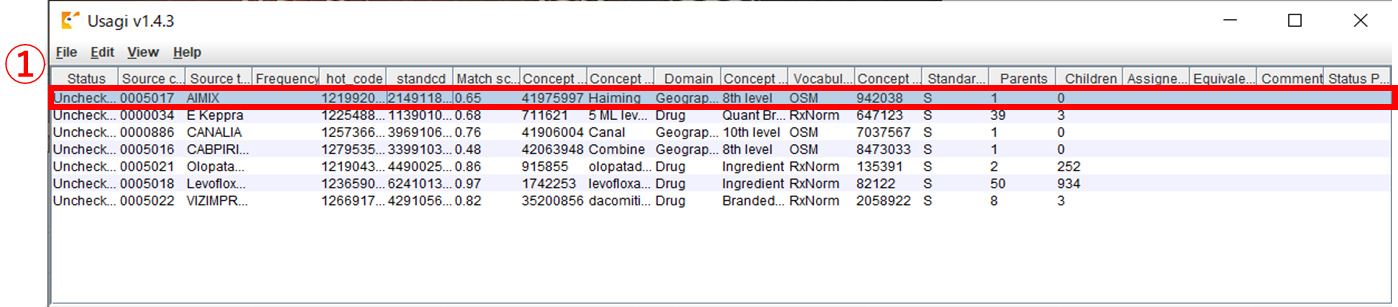 Usagi v1.4.3
①
File Edit View Help
Status Source c... Source t... Frequency hot_code standcd Match sc... Concept ... Concept ... Domain Concept ... Vocabul... Concept ... Standar... Parents Children Assigne... Equivale... Comment Status P...
Uncheck... 0005017 AIMIX 1219920... 2149118... 0.65 41975997 Haiming Geograp... 8th level OSM 942038 S 1 0
Uncheck... 0000034 E Keppra 1225488... 1139010... 0.68 711621 5 ML lev... Drug Quant Br... RxNorm 647123 S 39 3
Uncheck... 0000886 CANALIA 1257366... 3969106... 0.76 41906004 Canal Geograp... 10th level OSM 7037567 S 1 0
Uncheck... 0005016 CABPIRI... 1279535... 3399103... 0.48 42063948 Combine Geograp... 8th level OSM 8473033 S 1 0
Uncheck... 0005021 Olopata... 1219043... 4490025... 0.86 915855 olopatad... Drug Ingredient RxNorm 135391 S 2 252
Uncheck... 0005018 Levoflox... 1236590... 6241013... 0.97 1742253 levofloxa... Drug Ingredient RxNorm 82122 S 50 934
Uncheck... 0005022 VIZIMPR... 1266917... 4291056... 0.82 35200856 dacomiti... Drug Branded... RxNorm 2058922 S 8 3